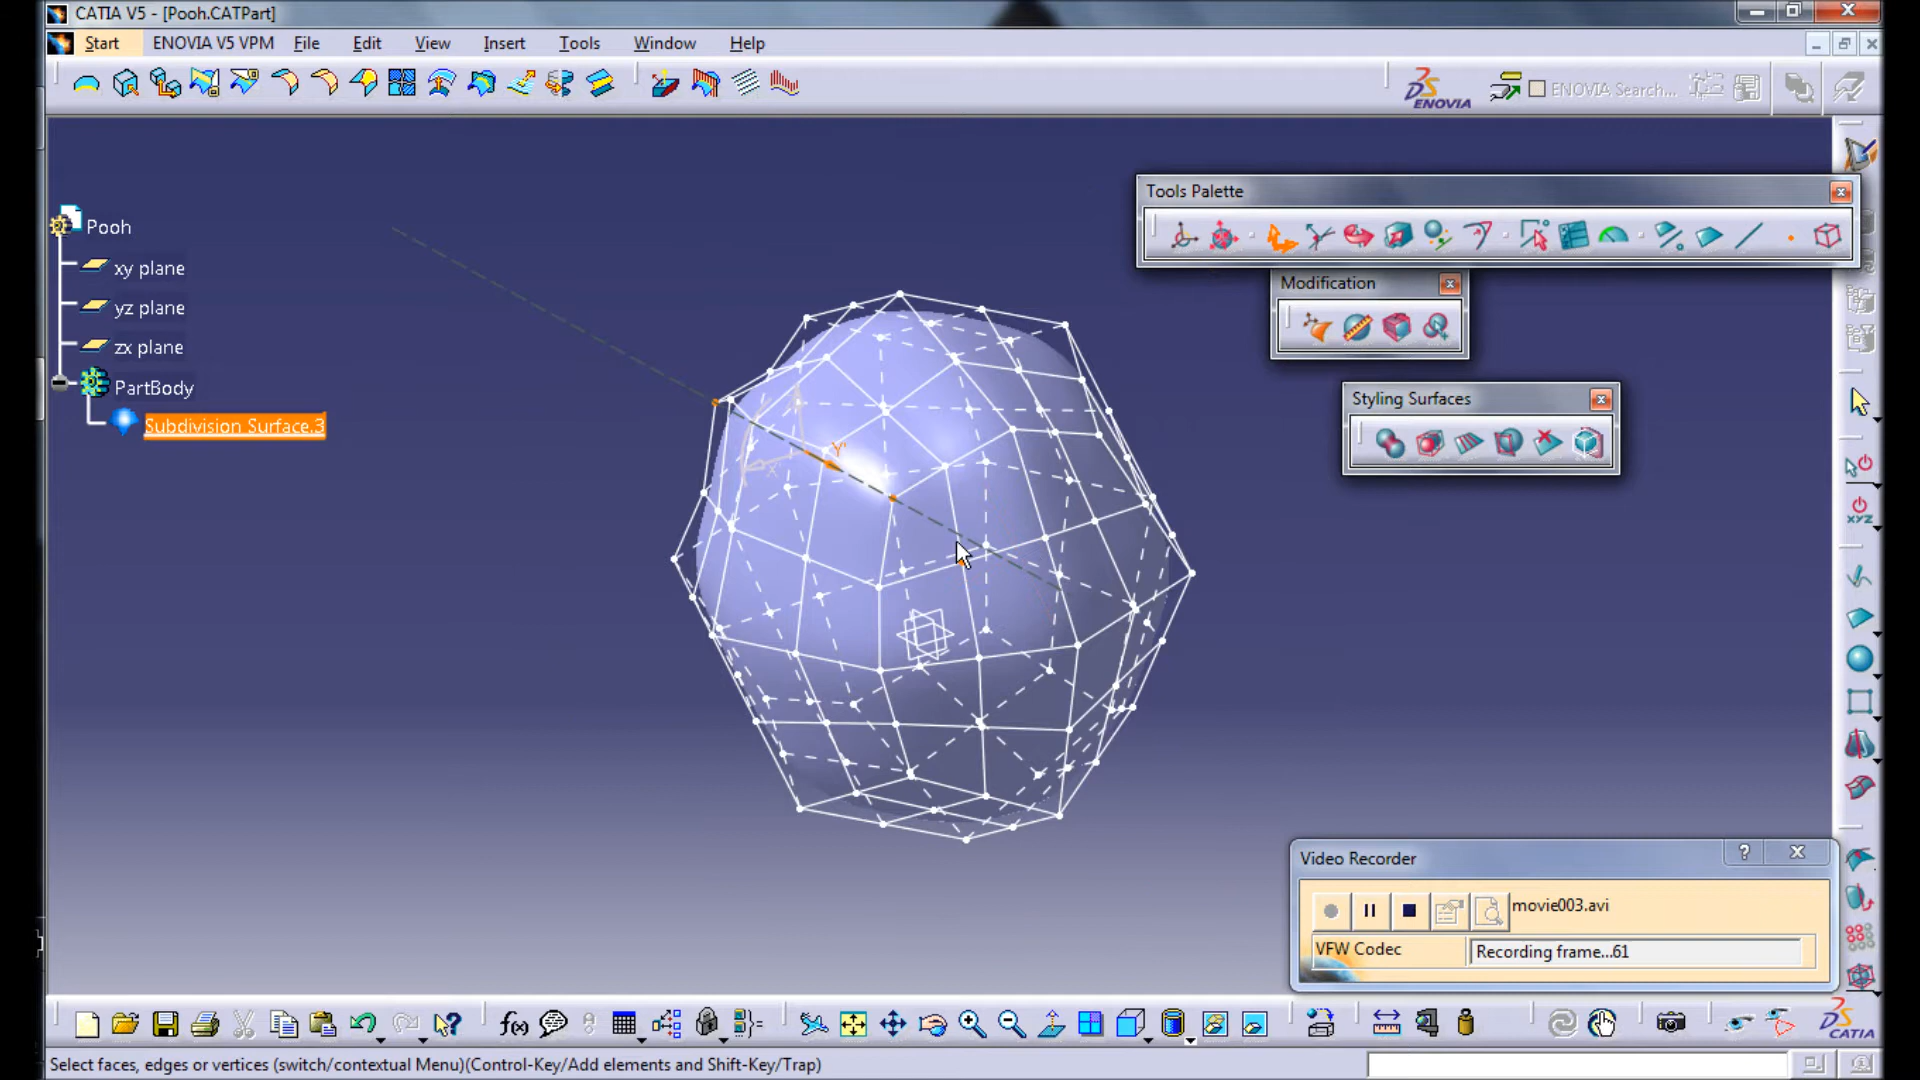 CATIA V5 - [Pooh.CATPart]
Start ENOVIA V5 VPM File Edit View Insert Tools Window Help
DS ENOVIA ENOVIA Search...
Tools Palette
Pooh
xy plane
yz plane
zx plane
PartBody
Subdivision Surface.3
Modification
Styling Surfaces
Y'
X
XYZ
Video Recorder
movie003.avi
VFW Codec Recording frame...61
f(x)
DS CATIA
Select faces, edges or vertices (switch/contextual Menu)(Control-Key/Add elements and Shift-Key/Trap)